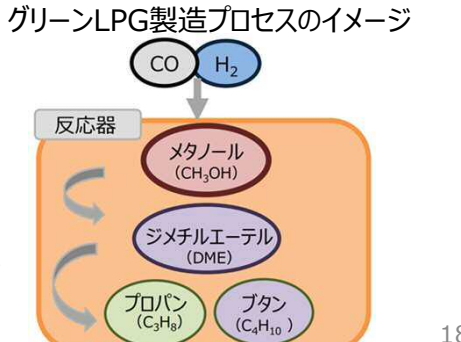 グリーンLPG製造プロセスのイメージ
CO H₂
反応器
メタノール
(CH₃OH)
ジメチルエーテル
(DME)
プロパン ブタン
(C₃H₈) (C₄H₁₀ )
18